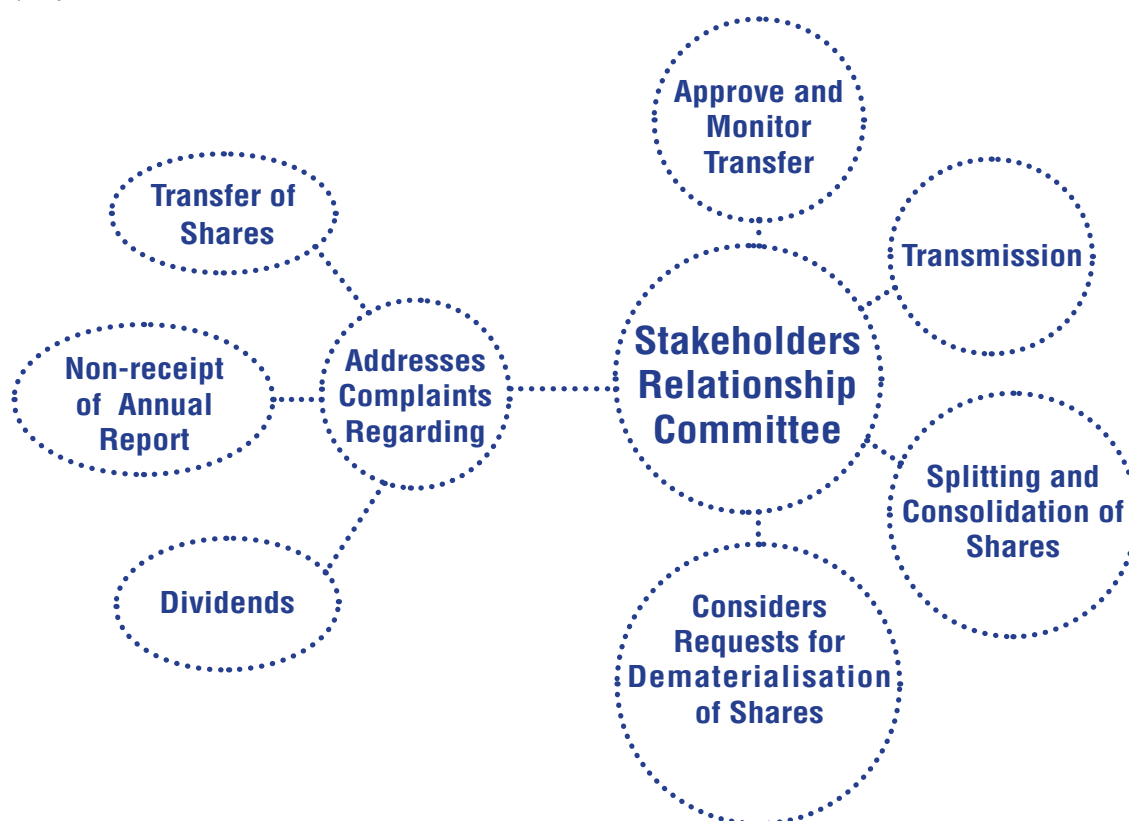 Approve and
Monitor
Transfer
Transfer of
Shares
Transmission
Stakeholders
Relationship
Committee
Addresses
Complaints
Regarding
Non-receipt
of Annual
Report
Splitting and
Consolidation of
Shares
Dividends
Considers
Requests for
Dematerialisation
of Shares